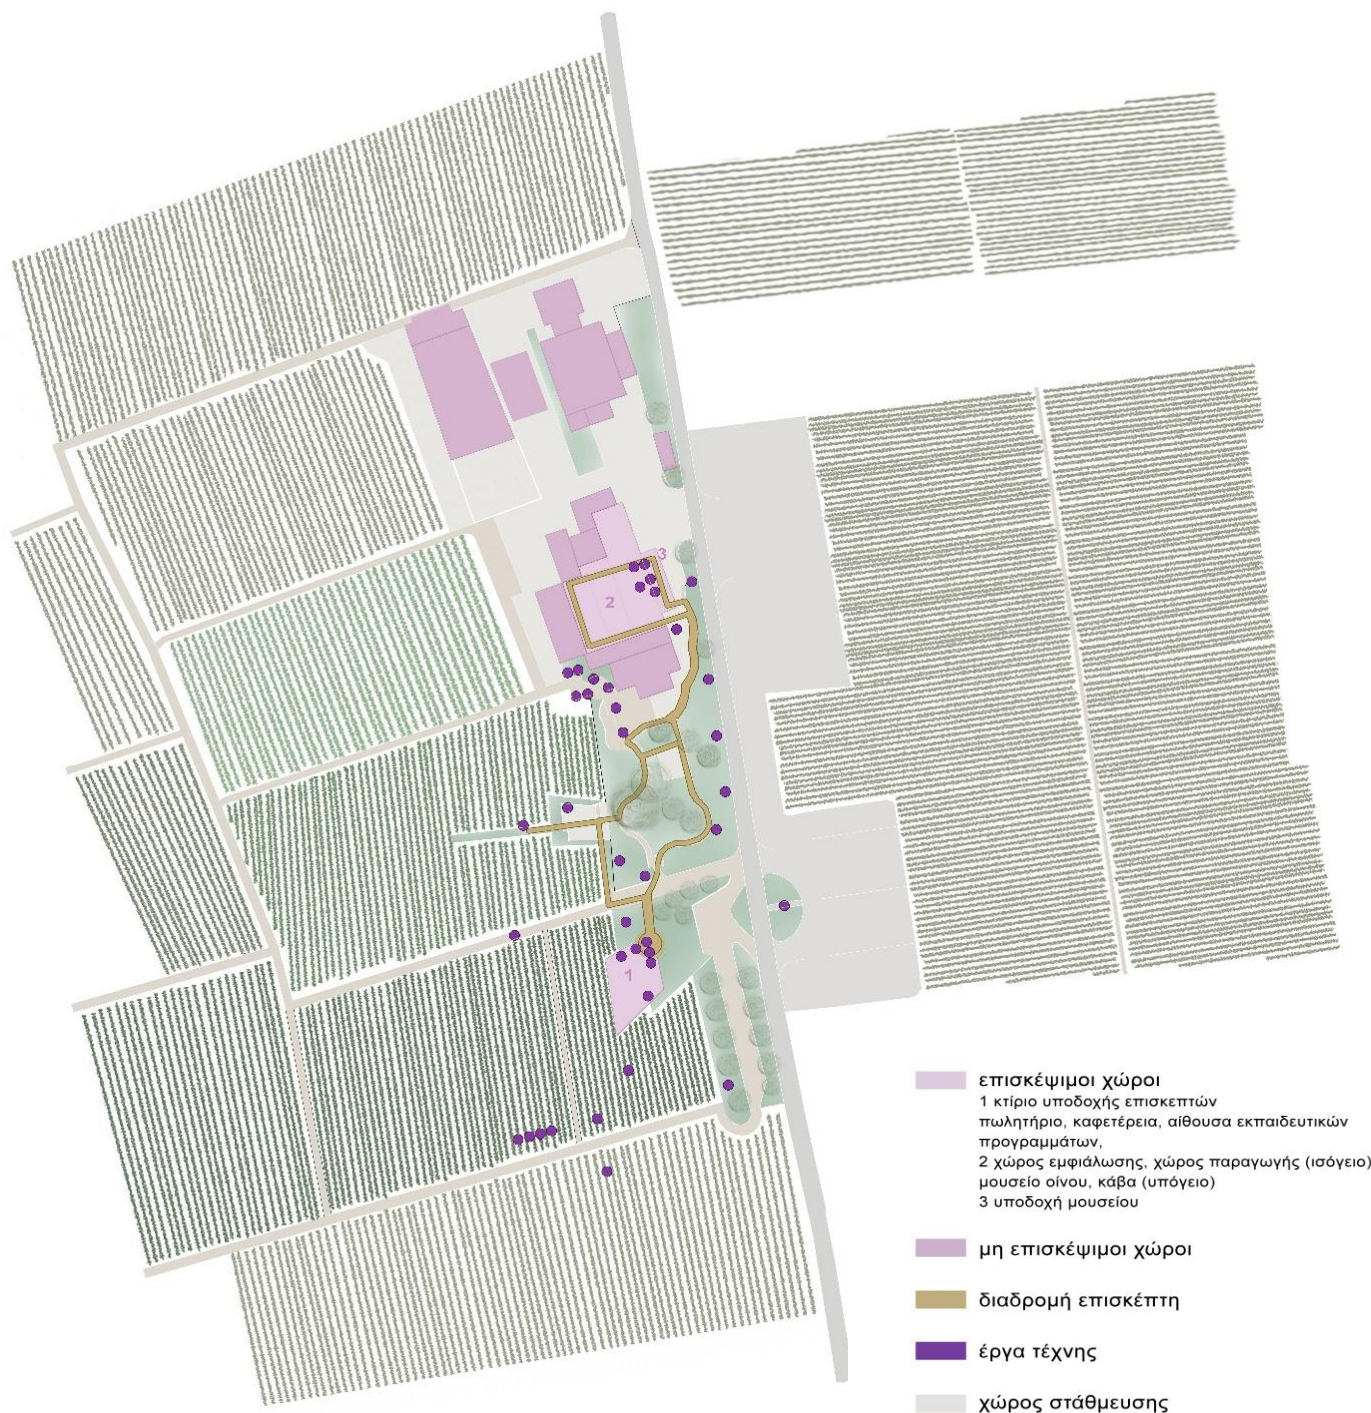 3
2
1
επισκέψιμοι χώροι
1 κτίριο υποδοχής επισκεπτών
πωλητήριο, καφετέρεια, αίθουσα εκπαιδευτικών
προγραμμάτων,
2 χώρος εμφιάλωσης, χώρος παραγωγής (ισόγειο)
μουσείο οίνου, κάβα (υπόγειο)
3 υποδοχή μουσείου
μη επισκέψιμοι χώροι
διαδρομή επισκέπτη
έργα τέχνης
χώρος στάθμευσης